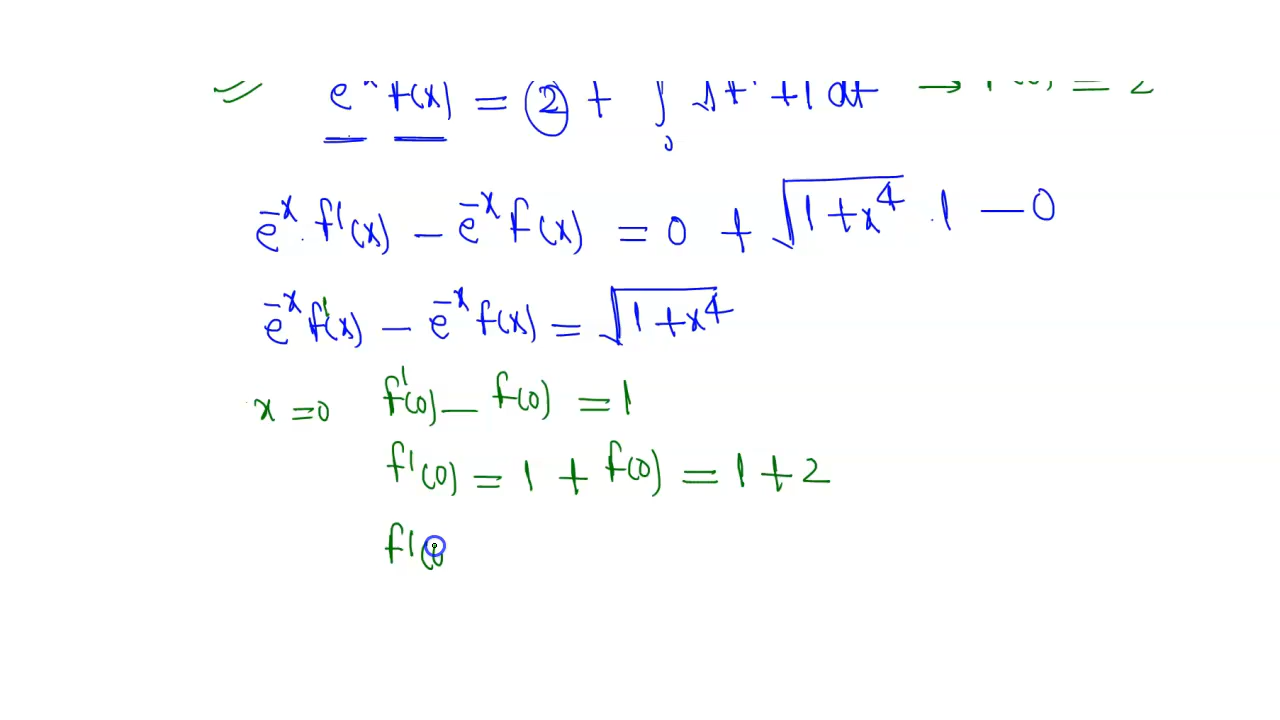 f(x) = 2 + ∫₀ +1 dt → = 2
e⁻ˣ. f'(x) – e⁻ˣ f(x) = 0 + √(1+x⁴) .1 – 0
e⁻ˣ f'(x) – e⁻ˣ f(x) = √(1+x⁴)
x = 0 f'(0) – f(0) = 1
f'(0) = 1 + f(0) = 1 + 2
f'(0